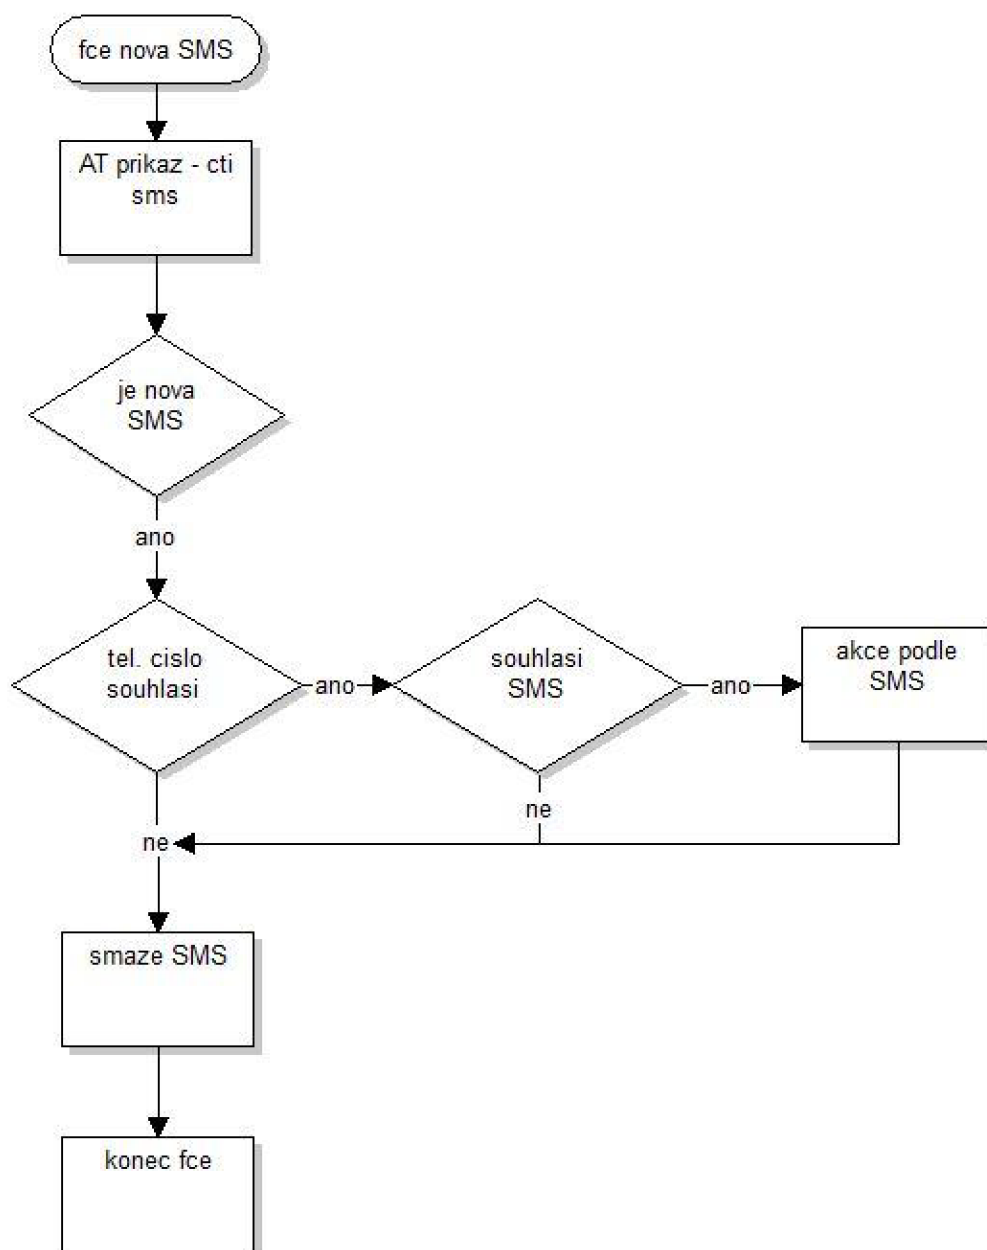 fce nova SMS
AT prikaz - cti
sms
je nova
SMS
ano
tel. cislo
souhlasi
ano
souhlasi
SMS
ano
akce podle
SMS
ne
ne
smaze SMS
konec fce